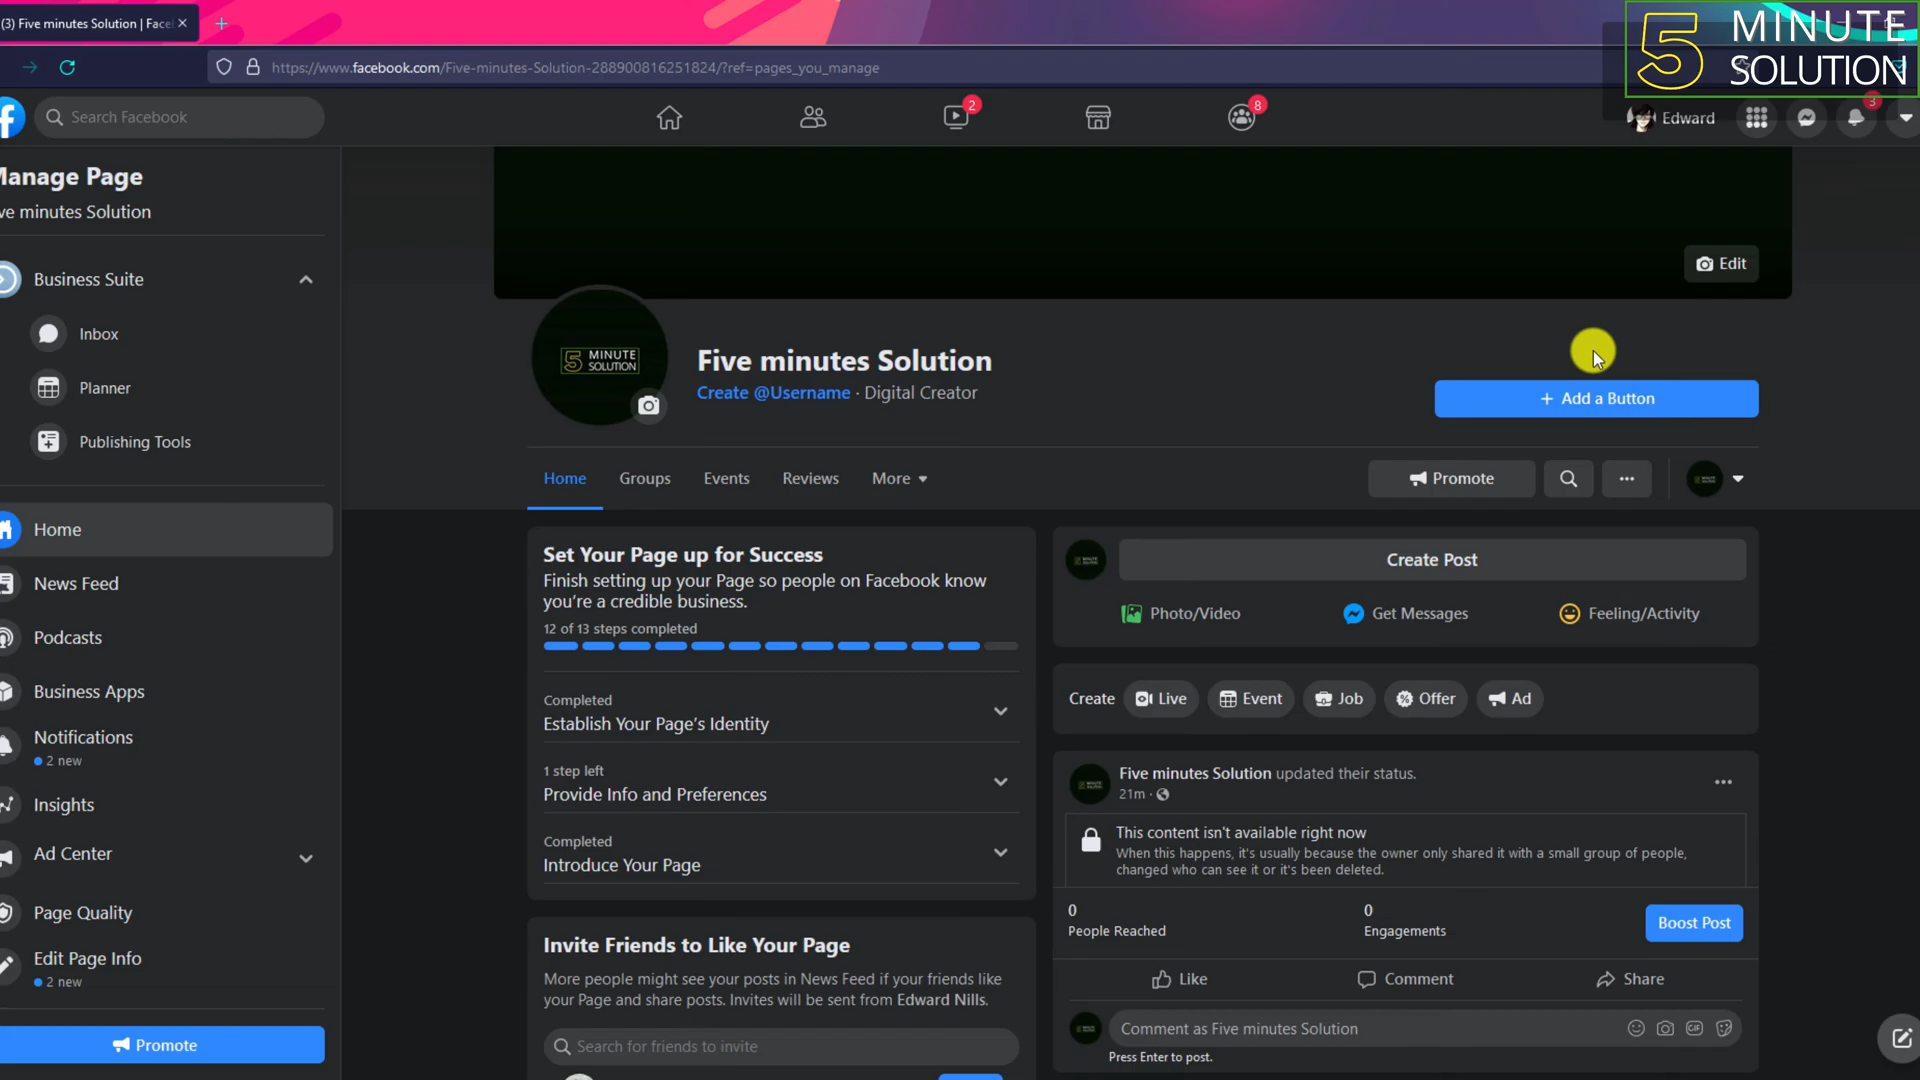 (3) Five minutes Solution | Face
5 MINUTE
SOLUTION
https://www.facebook.com/Five-minutes-Solution-288900816251824/?ref=pages_you_manage
Search Facebook
2
8
Edward
3
Manage Page
ve minutes Solution
Business Suite
Inbox
Planner
Publishing Tools
Home
News Feed
Podcasts
Business Apps
Notifications
2 new
Insights
Ad Center
Page Quality
Edit Page Info
2 new
Promote
Edit
5 MINUTE
SOLUTION
Five minutes Solution
Create @Username · Digital Creator
+ Add a Button
Home
Groups
Events
Reviews
More
Promote
Set Your Page up for Success
Finish setting up your Page so people on Facebook know
you're a credible business.
12 of 13 steps completed
Completed
Establish Your Page's Identity
1 step left
Provide Info and Preferences
Completed
Introduce Your Page
Invite Friends to Like Your Page
More people might see your posts in News Feed if your friends like
your Page and share posts. Invites will be sent from Edward Nills.
Search for friends to invite
Create Post
Photo/Video
Get Messages
Feeling/Activity
Create
Live
Event
Job
Offer
Ad
Five minutes Solution updated their status.
21m ·
This content isn't available right now
When this happens, it's usually because the owner only shared it with a small group of people,
changed who can see it or it's been deleted.
0
People Reached
0
Engagements
Boost Post
Like
Comment
Share
Comment as Five minutes Solution
GIF
Press Enter to post.